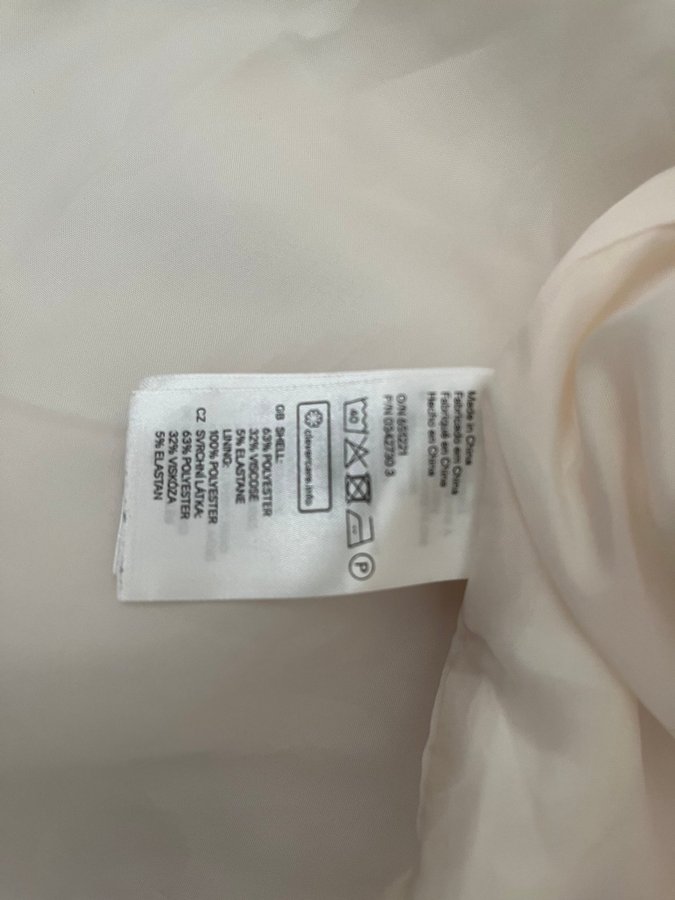 Made in China
Fabricado em China
Fabriqué en Chine
Hecho en China
O/N 655221
P/N 0342730 3
40
P
clevercare.info
GB SHELL:
63% POLYESTER
32% VISCOSE
5% ELASTANE
LINING:
100% POLYESTER
CZ SVRCHNÍ LÁTKA:
63% POLYESTER
32% VISKÓZA
5% ELASTAN